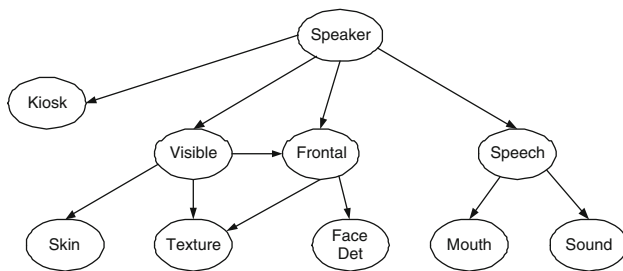 Speaker
Kiosk
Visible
Frontal
Speech
Skin
Texture
Face
Det
Mouth
Sound